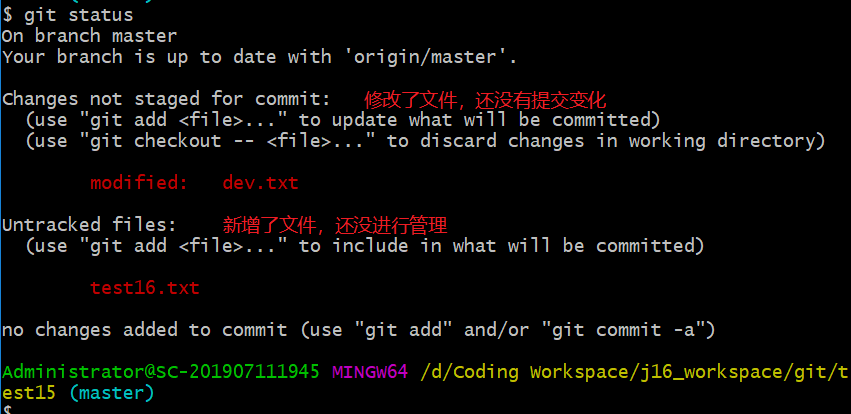 (master)
$ git status
On branch master
Your branch is up to date with 'origin/master'.
Changes not staged for commit: 修改了文件，还没有提交变化
(use "git add <file>..." to update what will be committed)
(use "git checkout -- <file>..." to discard changes in working directory)
modified: dev.txt
Untracked files: 新增了文件，还没进行管理
(use "git add <file>..." to include in what will be committed)
test16.txt
no changes added to commit (use "git add" and/or "git commit -a")
Administrator@SC-201907111945 MINGW64 /d/Coding Workspace/j16_workspace/git/t
est15 (master)
$